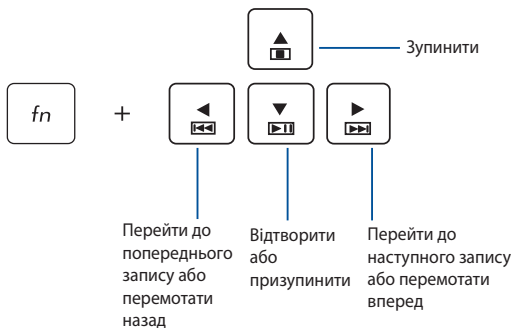 Зупинити
fn
+
Перейти до
попереднього
запису або
перемотати
назад
Відтворити
або
призупинити
Перейти до
наступного запису
або перемотати
вперед